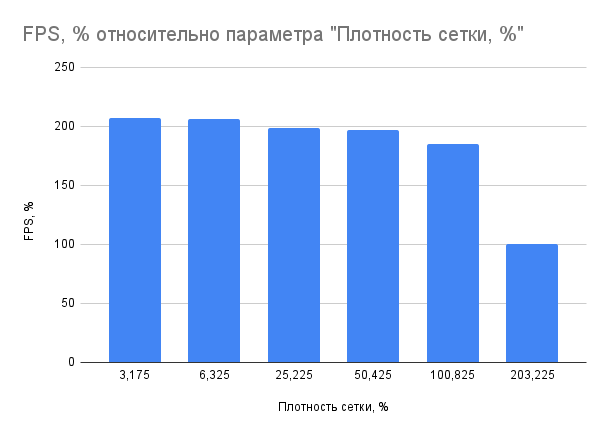 FPS, % относительно параметра "Плотность сетки, %"
250
200
150
100
50
0
FPS, %
3,175 6,325 25,225 50,425 100,825 203,225
Плотность сетки, %